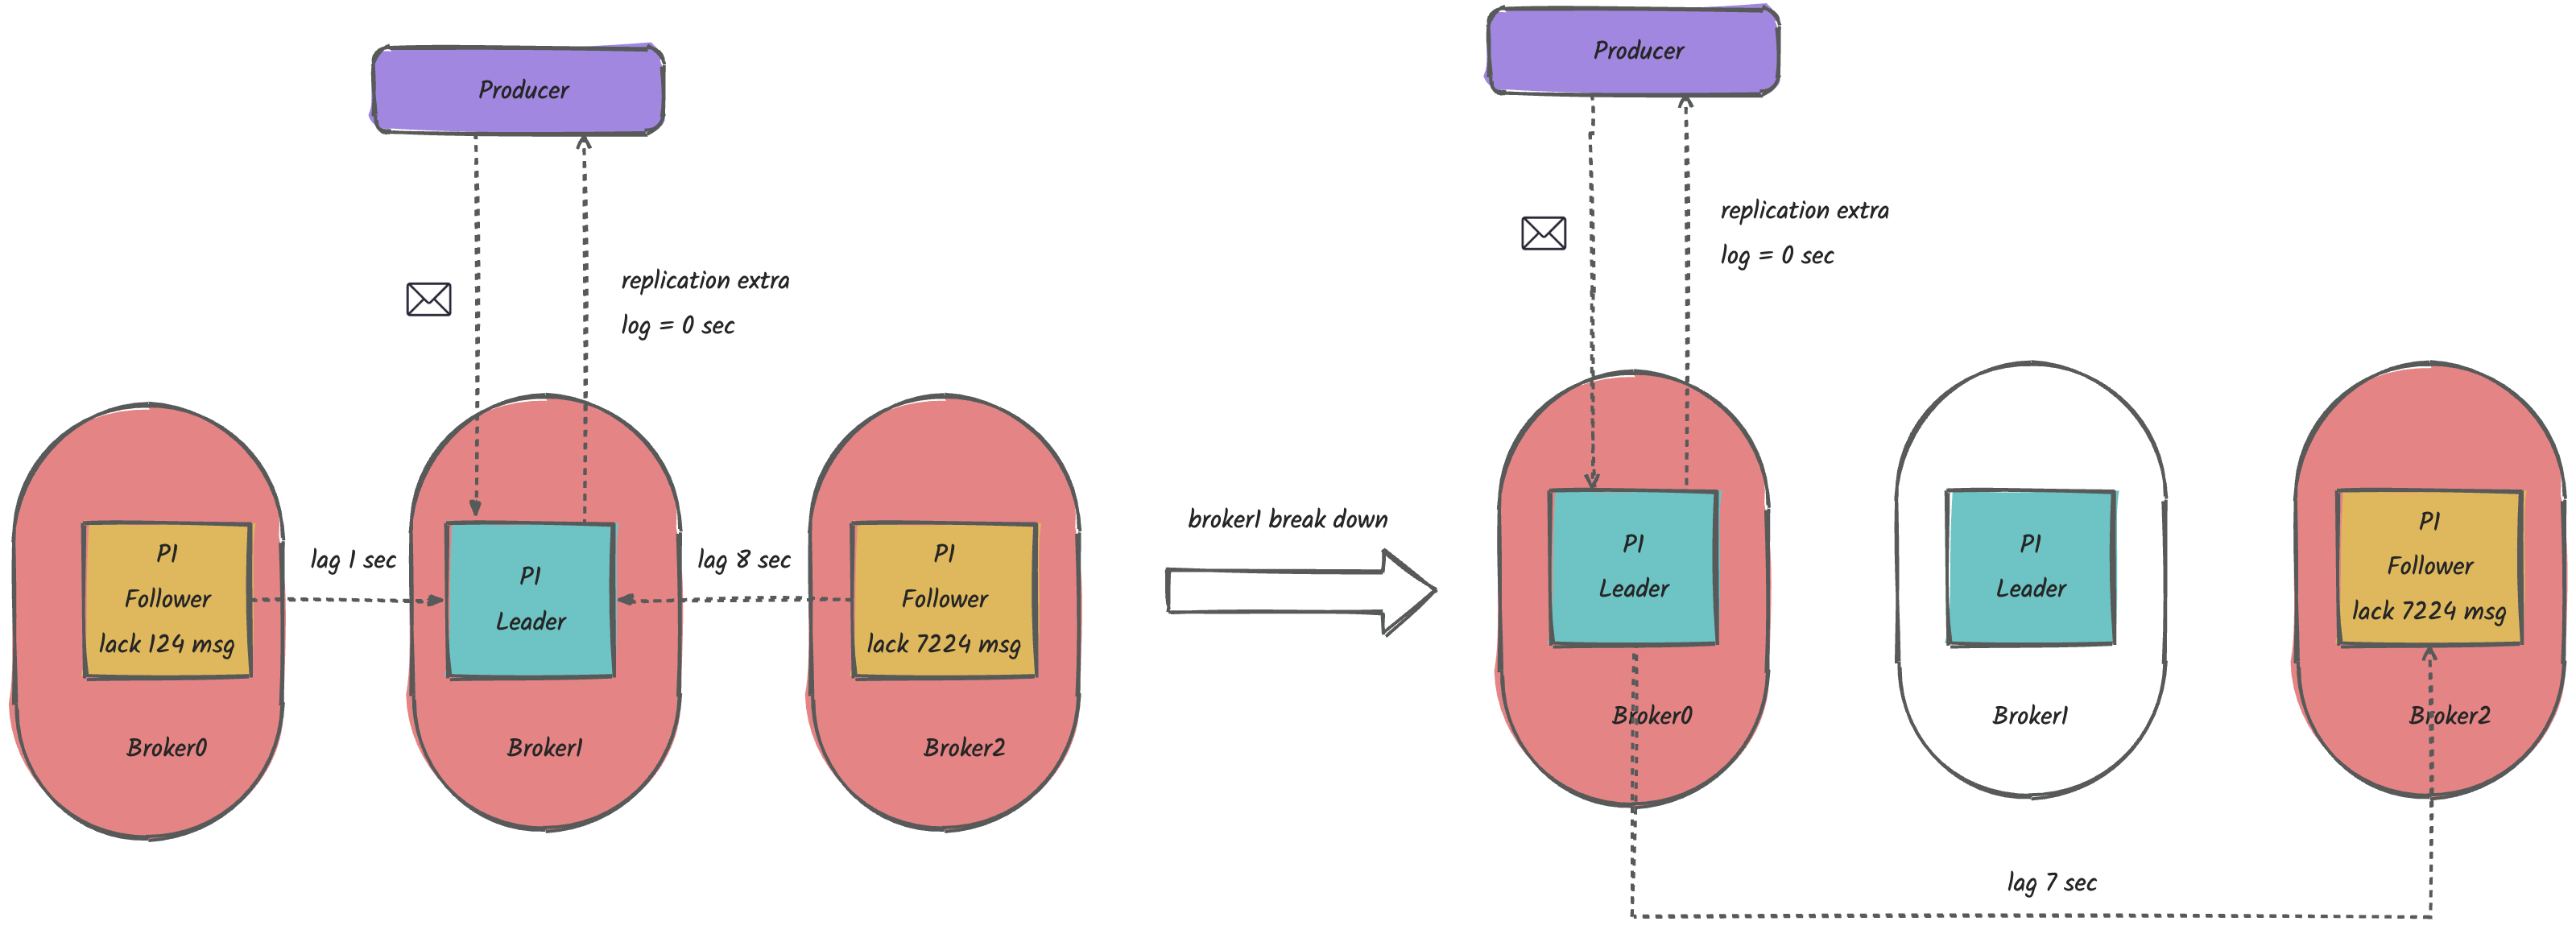 Producer
replication extra
log = 0 sec
P1
Follower
lack 124 msg
Broker0
lag 1 sec
P1
Leader
Broker1
lag 8 sec
P1
Follower
lack 7224 msg
Broker2
broker1 break down
Producer
replication extra
log = 0 sec
P1
Leader
Broker0
P1
Leader
Broker1
P1
Follower
lack 7224 msg
Broker2
lag 7 sec